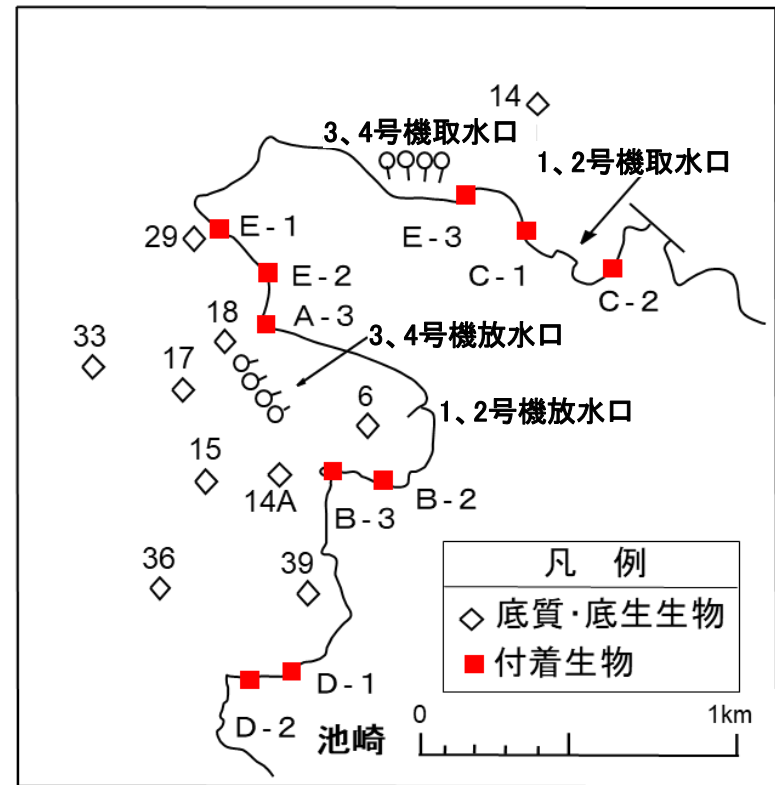 14
3、4号機取水口
1、2号機取水口
E-1
29
E-3
C-1
E-2
C-2
18
A-3
3、4号機放水口
33
17
6
1、2号機放水口
15
14A
B-3
B-2
36
39
凡 例
底質・底生生物
付着生物
D-1
D-2
池崎
0
1km